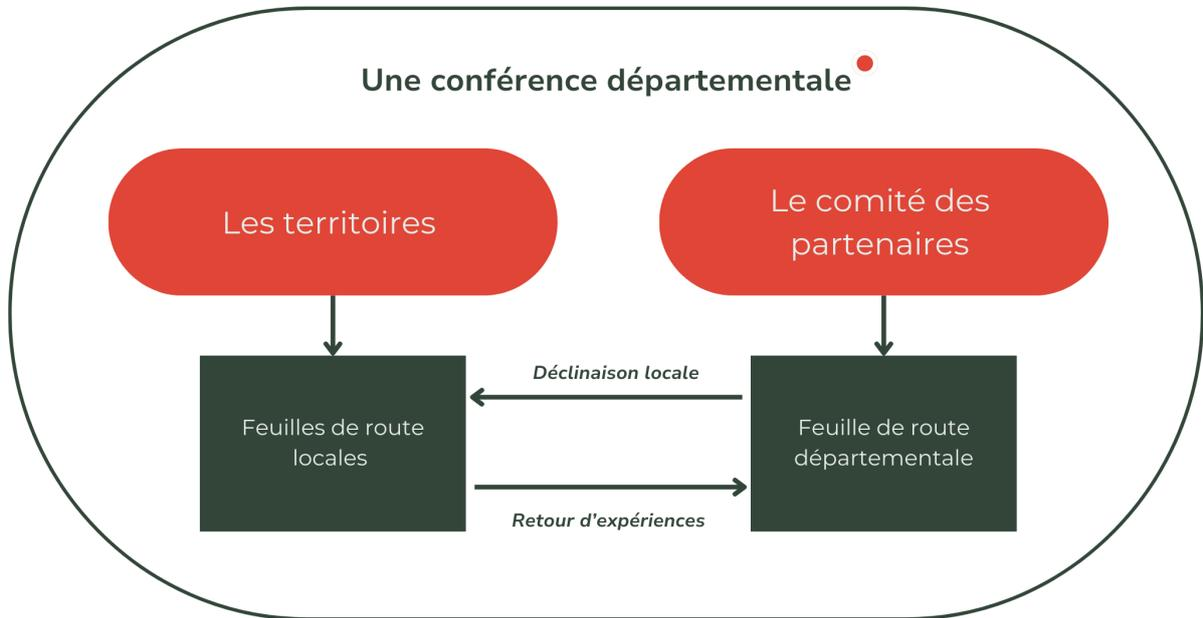 Une conférence départementale
Les territoires
Le comité des
partenaires
Déclinaison locale
Feuilles de route
locales
Feuille de route
départementale
Retour d'expériences